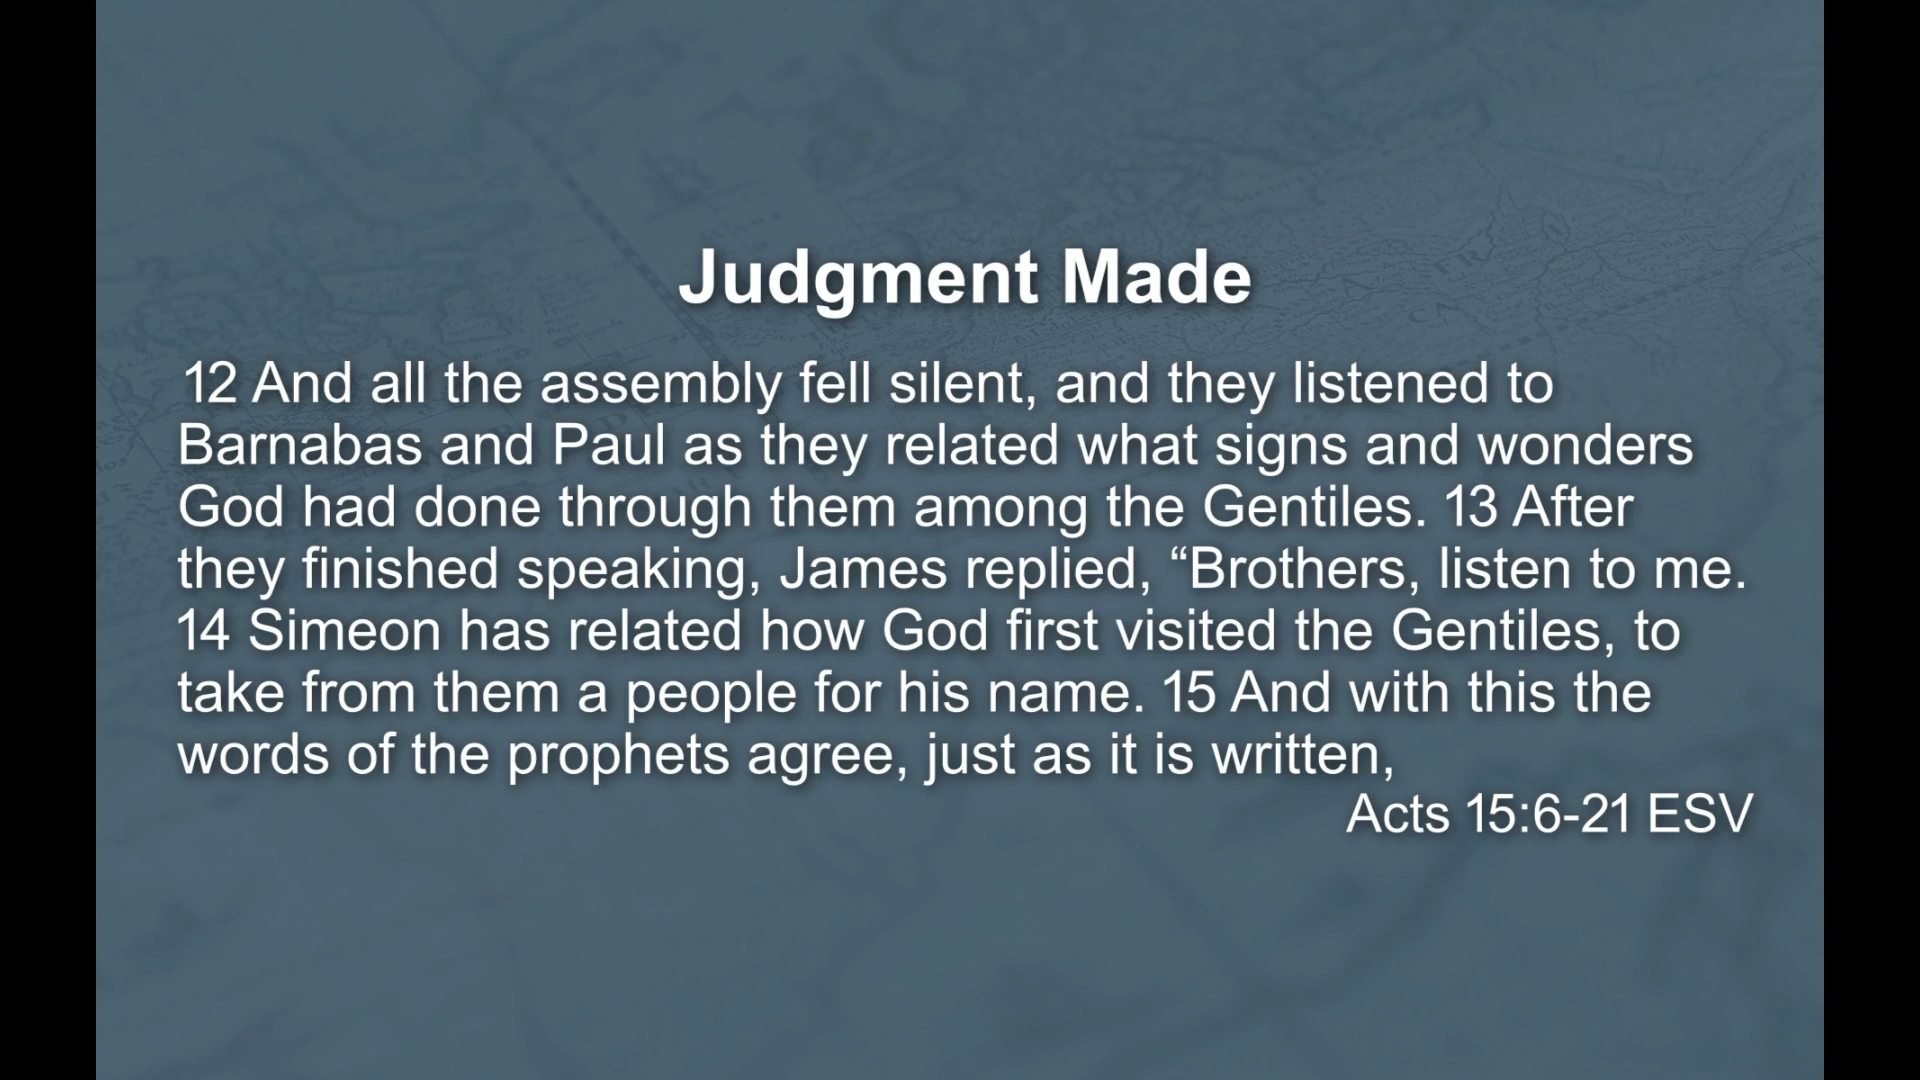 Judgment Made
12 And all the assembly fell silent, and they listened to
Barnabas and Paul as they related what signs and wonders
God had done through them among the Gentiles. 13 After
they finished speaking, James replied, “Brothers, listen to me.
14 Simeon has related how God first visited the Gentiles, to
take from them a people for his name. 15 And with this the
words of the prophets agree, just as it is written,
Acts 15:6-21 ESV